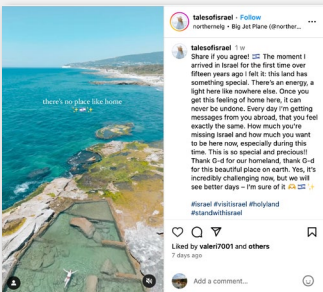 there's no place like home
talesofisrael • Follow
northernelg • Big Jet Plane (@norther...
talesofisrael 1 w
Share if you agree! 🇮🇱 The moment I
arrived in Israel for the first time over
fifteen years ago I felt it: this land has
something special. There's an energy, a
light here like nowhere else. Once you
get this feeling of home here, it can
never be undone. Every day I'm getting
messages from you abroad, that you feel
exactly the same. How much you're
missing Israel and how much you want
to be here now, especially during this
time. This is so special and precious!!
Thank G-d for our homeland, thank G-d
for this beautiful place on earth. Yes, it's
incredibly challenging now, but we will
see better days – I'm sure of it 🫶🇮🇱✨
#israel #visitisrael #holyland
#standwithisrael
Liked by valeri7001 and others
7 days ago
Add a comment...